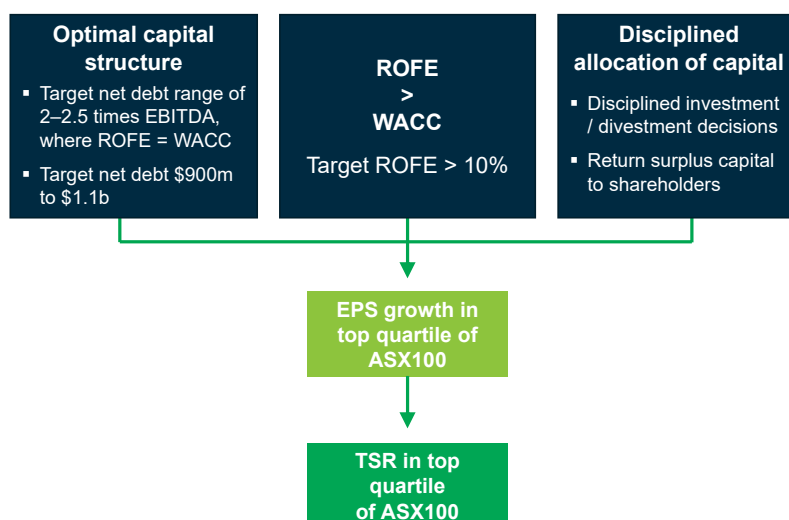 Optimal capital
structure
▪ Target net debt range of
2–2.5 times EBITDA,
where ROFE = WACC
▪ Target net debt $900m
to $1.1b
ROFE
>
WACC
Target ROFE > 10%
Disciplined
allocation of capital
▪ Disciplined investment
/ divestment decisions
▪ Return surplus capital
to shareholders
EPS growth in
top quartile of
ASX100
TSR in top
quartile
of ASX100